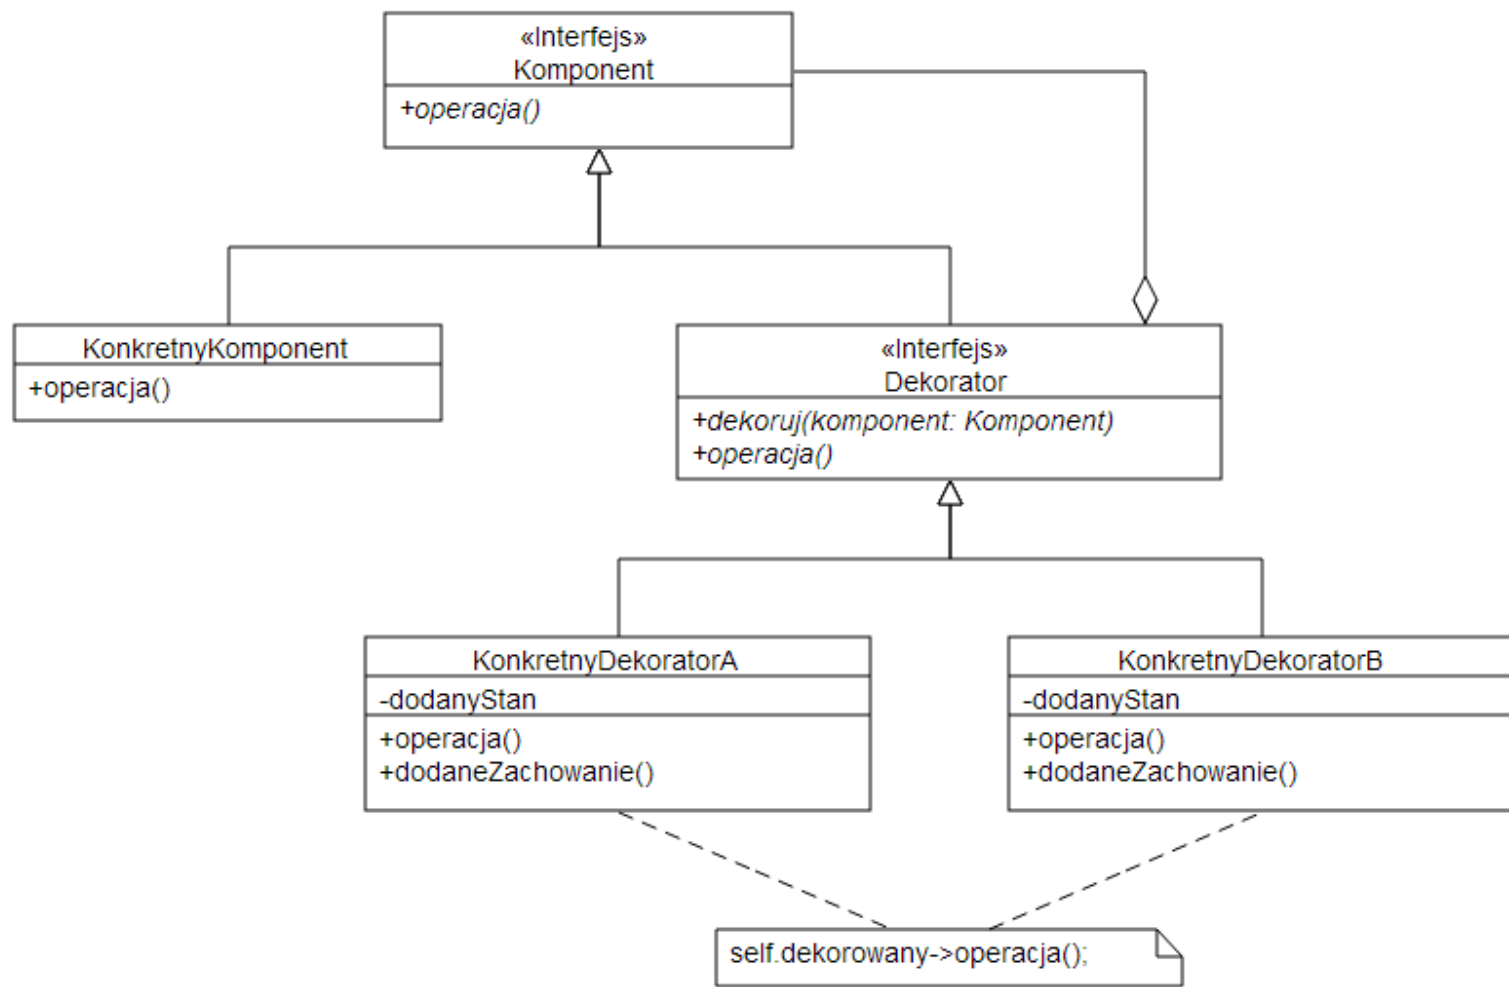 «Interfejs»
Komponent
+operacja()
KonkretnyKomponent
+operacja()
«Interfejs»
Dekorator
+dekoruj(komponent: Komponent)
+operacja()
KonkretnyDekoratorA
-dodanyStan
+operacja()
+dodaneZachowanie()
KonkretnyDekoratorB
-dodanyStan
+operacja()
+dodaneZachowanie()
self.dekorowany->operacja();